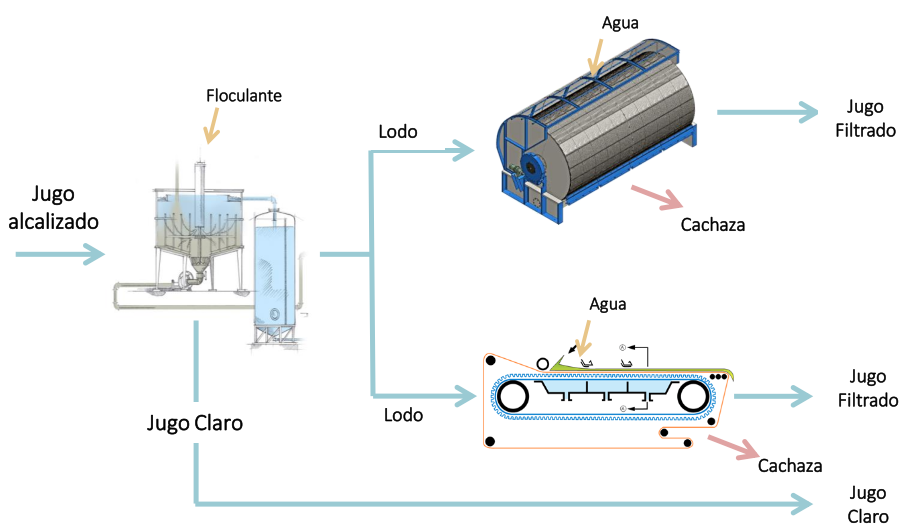 Agua
Floculante
Jugo
Filtrado
Lodo
Jugo
alcalizado
Cachaza
Agua
Jugo
Filtrado
Lodo
Jugo Claro
Cachaza
Jugo
Claro